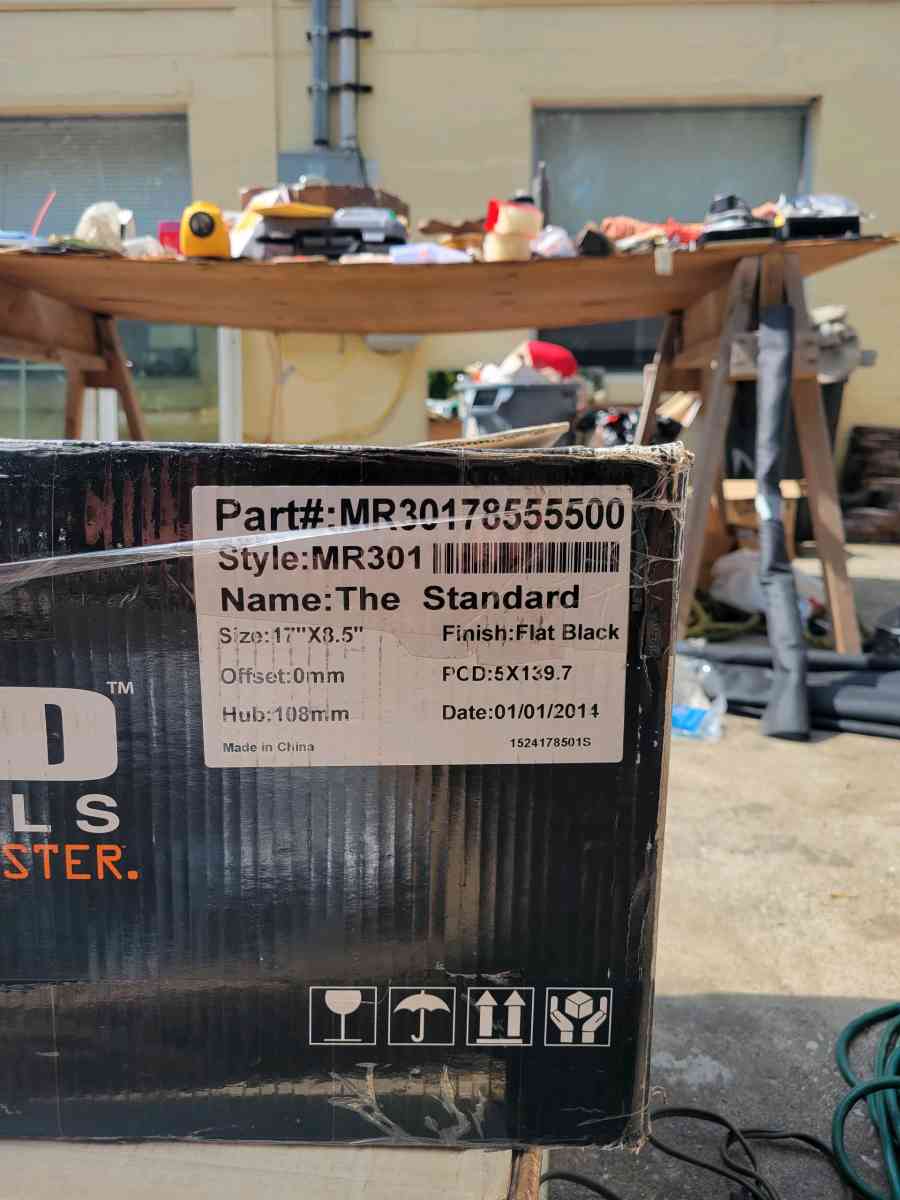 Part#:MR30178555500
Style:MR301
Name:The Standard
Size:17"X8.5" Finish:Flat Black
Offset:0mm PCD:5X139.7
Hub:108mm Date:01/01/2014
Made in China 1524178501S
D™
LS
STER.